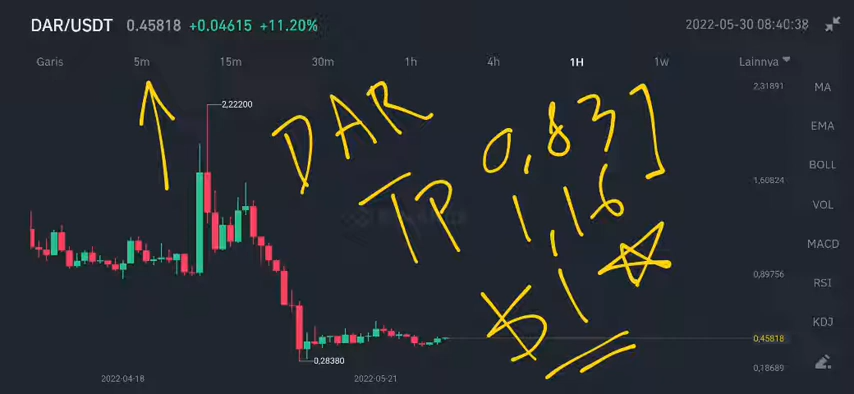 DAR/USDT 0.45818 +0.04615 +11.20% 2022-05-30 08:40:38
Garis 5m 15m 30m 1h 4h 1H 1W Lainnya
2,31891
MA
2,22200
EMA
DAR
0,83
TP
1,16
BOLL
1,60824
VOL
MACD
0,89756
RSI
KDJ
$1
0,45818
0,28380
0,18689
2022-04-18 2022-05-21